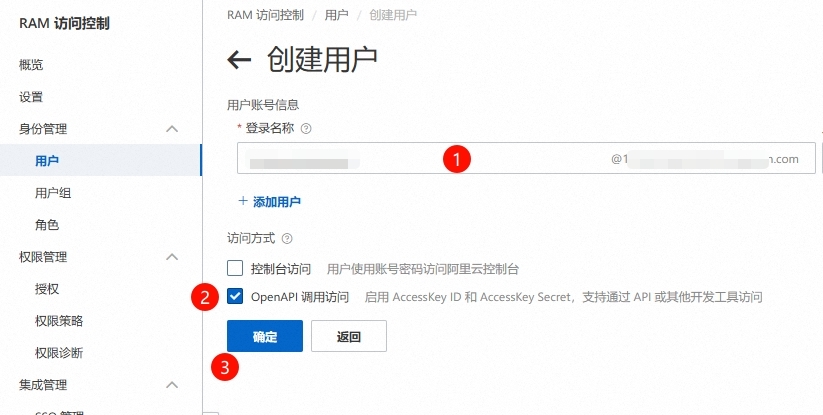 RAM 访问控制
概览
设置
身份管理
用户
用户组
角色
权限管理
授权
权限策略
权限诊断
集成管理
RAM 访问控制 / 用户 / 创建用户
← 创建用户
用户账号信息
* 登录名称
1
@1 .com
+ 添加用户
访问方式
控制台访问 用户使用账号密码访问阿里云控制台
2 OpenAPI 调用访问 启用 AccessKey ID 和 AccessKey Secret，支持通过 API 或其他开发工具访问
确定 返回
3